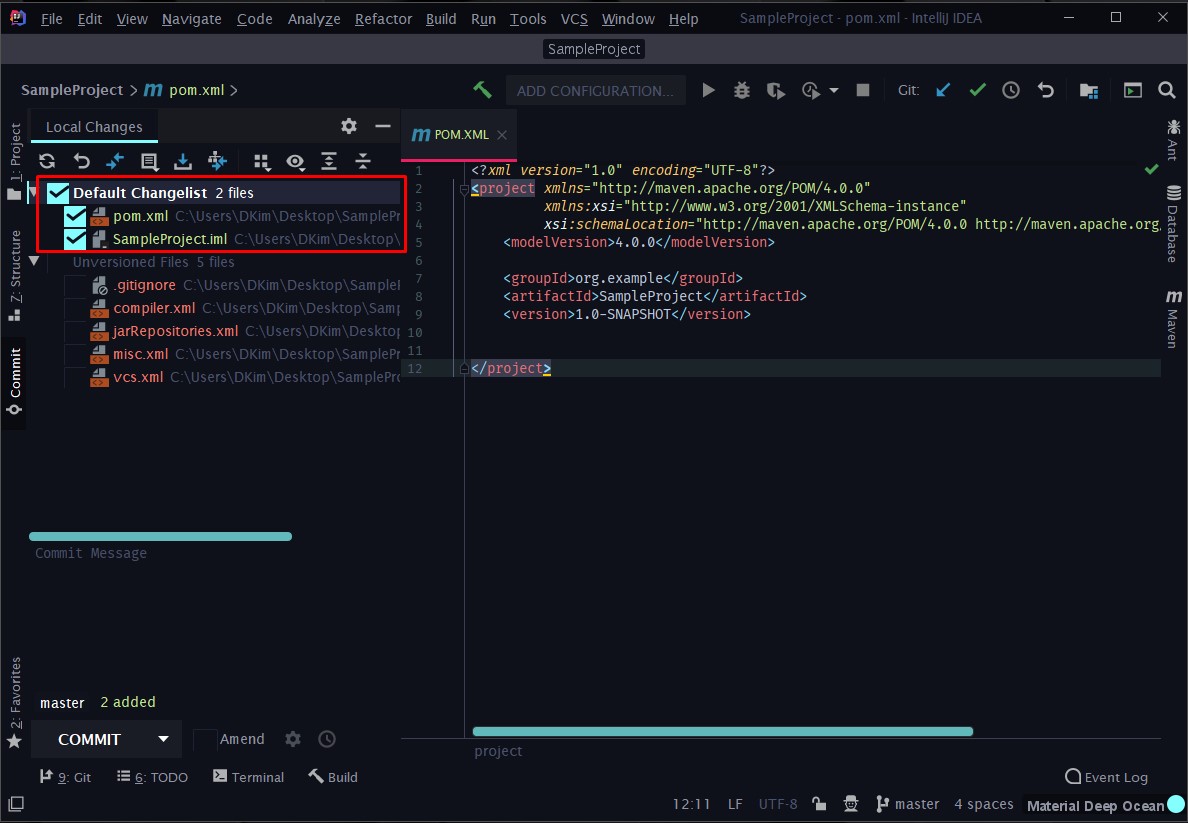 File Edit View Navigate Code Analyze Refactor Build Run Tools VCS Window Help SampleProject - pom.xml - IntelliJ IDEA
SampleProject
SampleProject > m pom.xml >
ADD CONFIGURATION...
Git:
1: Project
Z: Structure
Commit
2: Favorites
Local Changes
Default Changelist 2 files
pom.xml C:\Users\DKim\Desktop\SamplePr
SampleProject.iml C:\Users\DKim\Desktop\
Unversioned Files 5 files
.gitignore C:\Users\DKim\Desktop\SampleF
compiler.xml C:\Users\DKim\Desktop\Samp
jarRepositories.xml C:\Users\DKim\Desktop
misc.xml C:\Users\DKim\Desktop\SamplePr
vcs.xml C:\Users\DKim\Desktop\SamplePro
Commit Message
master 2 added
COMMIT Amend
m POM.XML
1 <?xml version="1.0" encoding="UTF-8"?>
2 <project xmlns="http://maven.apache.org/POM/4.0.0"
3 xmlns:xsi="http://www.w3.org/2001/XMLSchema-instance"
4 xsi:schemaLocation="http://maven.apache.org/POM/4.0.0 http://maven.apache.org.
5 <modelVersion>4.0.0</modelVersion>
6
7 <groupId>org.example</groupId>
8 <artifactId>SampleProject</artifactId>
9 <version>1.0-SNAPSHOT</version>
10
11
12 </project>
project
Ant
Database
m Maven
9: Git 6: TODO Terminal Build Event Log
12:11 LF UTF-8 master 4 spaces Material Deep Ocean